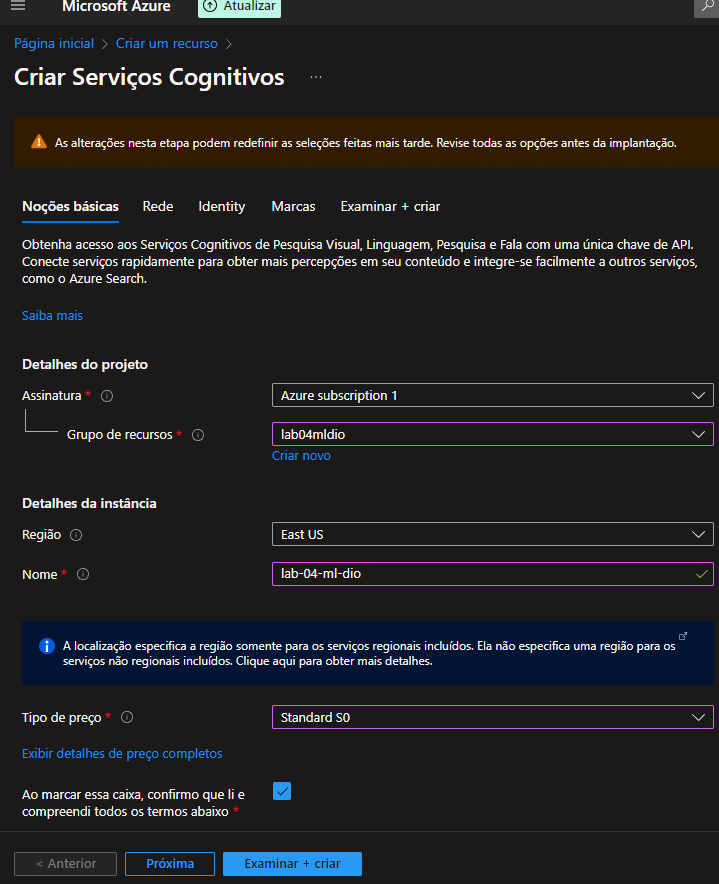 Microsoft Azure
Atualizar
Página inicial > Criar um recurso >
Criar Serviços Cognitivos ...
As alterações nesta etapa podem redefinir as seleções feitas mais tarde. Revise todas as opções antes da implantação.
Noções básicas Rede Identity Marcas Examinar + criar
Obtenha acesso aos Serviços Cognitivos de Pesquisa Visual, Linguagem, Pesquisa e Fala com uma única chave de API.
Conecte serviços rapidamente para obter mais percepções em seu conteúdo e integre-se facilmente a outros serviços,
como o Azure Search.
Saiba mais
Detalhes do projeto
Assinatura * Azure subscription 1
Grupo de recursos * lab04mldio
Criar novo
Detalhes da instância
Região East US
Nome * lab-04-ml-dio
A localização especifica a região somente para os serviços regionais incluídos. Ela não especifica uma região para os
serviços não regionais incluídos. Clique aqui para obter mais detalhes.
Tipo de preço * Standard S0
Exibir detalhes de preço completos
Ao marcar essa caixa, confirmo que li e
compreendi todos os termos abaixo *
< Anterior Próxima Examinar + criar